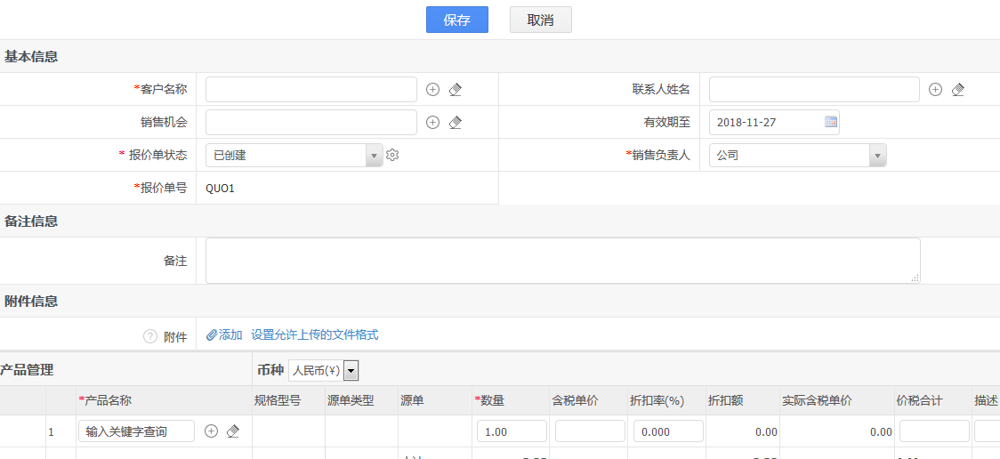 保存 取消
基本信息
*客户名称 联系人姓名
销售机会 有效期至 2018-11-27
* 报价单状态 已创建 *销售负责人 公司
*报价单号 QUO1
备注信息
备注
附件信息
? 附件 添加 设置允许上传的文件格式
产品管理 币种 人民币(¥)
*产品名称 规格型号 源单类型 源单 *数量 含税单价 折扣率(%) 折扣额 实际含税单价 价税合计 描述
1 输入关键字查询 1.00 0.000 0.00 0.00